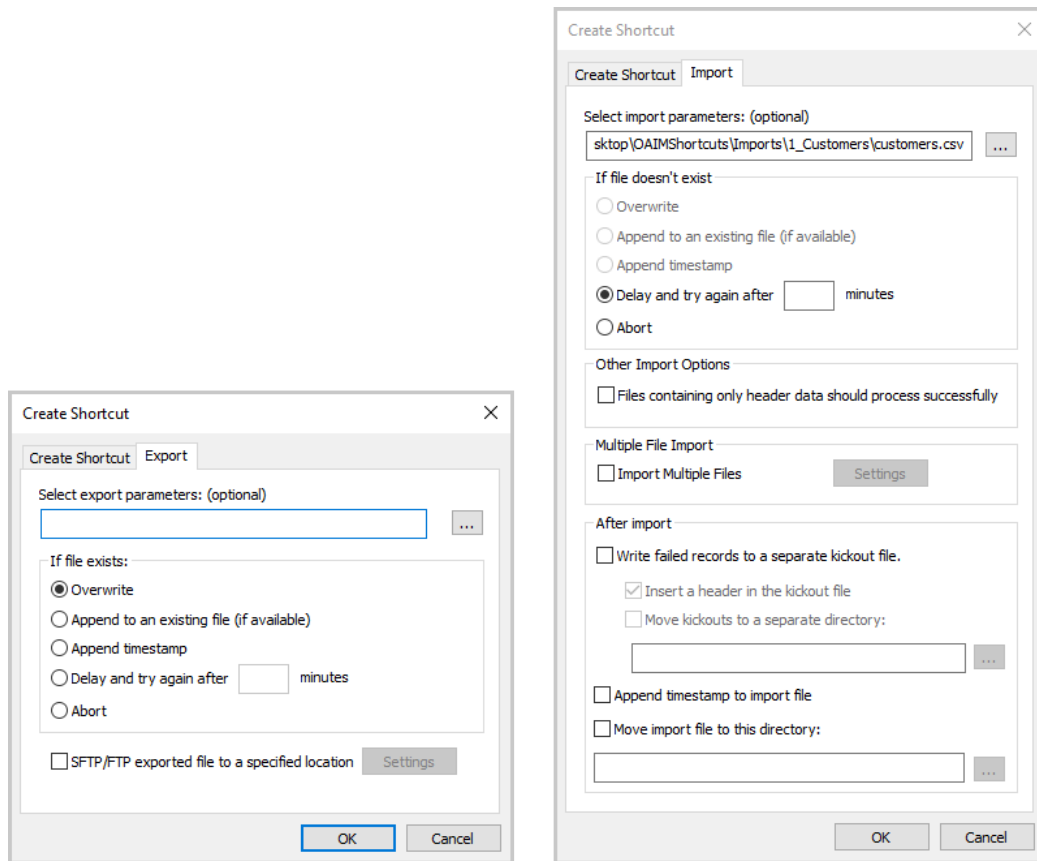 Create Shortcut
Create Shortcut Export
Select export parameters: (optional)
...
If file exists:
Overwrite
Append to an existing file (if available)
Append timestamp
Delay and try again after minutes
Abort
SFTP/FTP exported file to a specified location Settings
OK Cancel
Create Shortcut
Create Shortcut Import
Select import parameters: (optional)
sktop\OAIMShortcuts\Imports\1_Customers\customers.csv ...
If file doesn't exist
Overwrite
Append to an existing file (if available)
Append timestamp
Delay and try again after minutes
Abort
Other Import Options
Files containing only header data should process successfully
Multiple File Import
Import Multiple Files Settings
After import
Write failed records to a separate kickout file.
Insert a header in the kickout file
Move kickouts to a separate directory:
...
Append timestamp to import file
Move import file to this directory:
...
OK Cancel